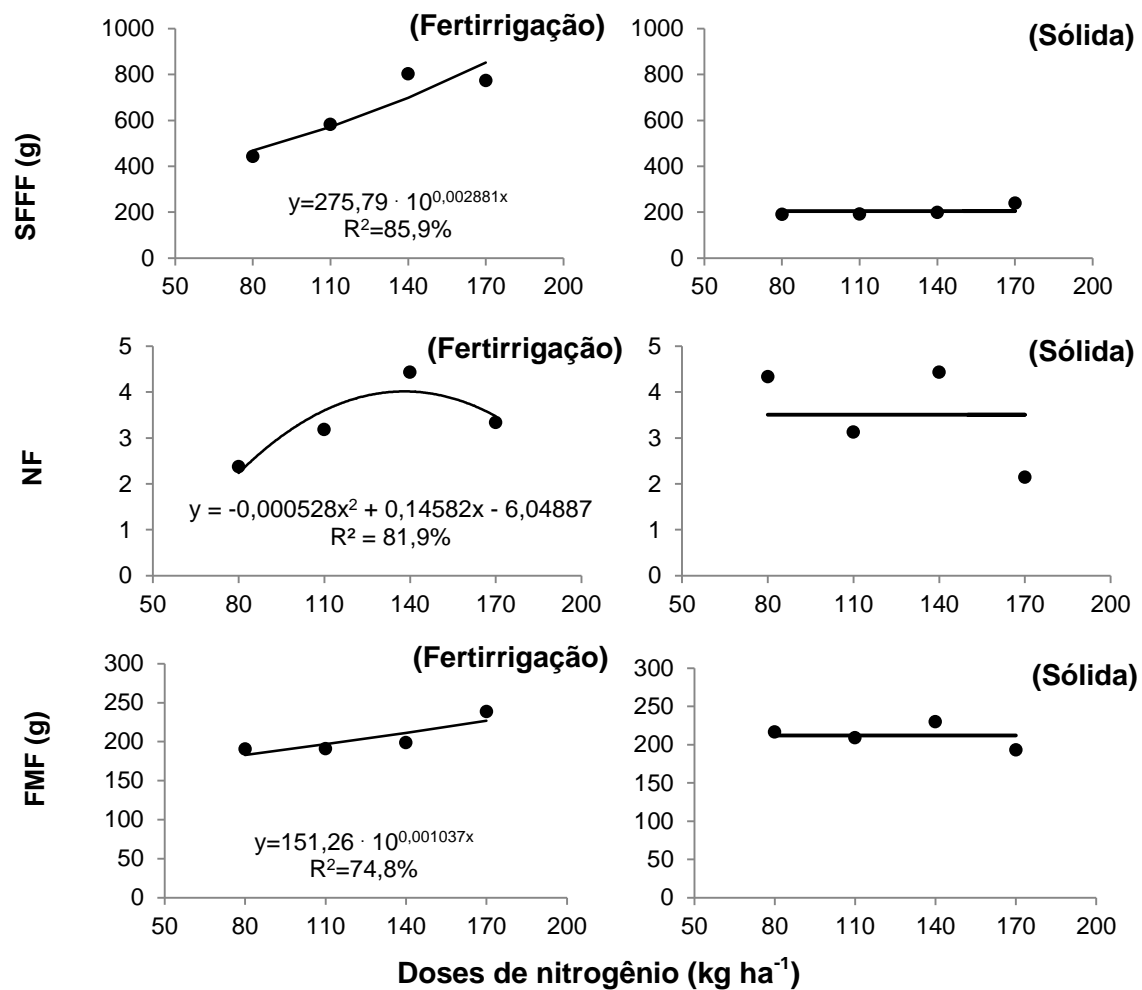 (Fertirrigação)
(Sólida)
SFFF (g)
1000
800
600
400
200
0
y=275,79 · 10^0,002881x
R²=85,9%
50 80 110 140 170 200
1000
800
600
400
200
0
50 80 110 140 170 200
(Fertirrigação)
(Sólida)
NF
5
4
3
2
1
0
y = -0,000528x² + 0,14582x - 6,04887
R² = 81,9%
50 80 110 140 170 200
5
4
3
2
1
0
50 80 110 140 170 200
(Fertirrigação)
(Sólida)
FMF (g)
300
250
200
150
100
50
0
y=151,26 · 10^0,001037x
R²=74,8%
50 80 110 140 170 200
300
250
200
150
100
50
0
50 80 110 140 170 200
Doses de nitrogênio (kg ha⁻¹)